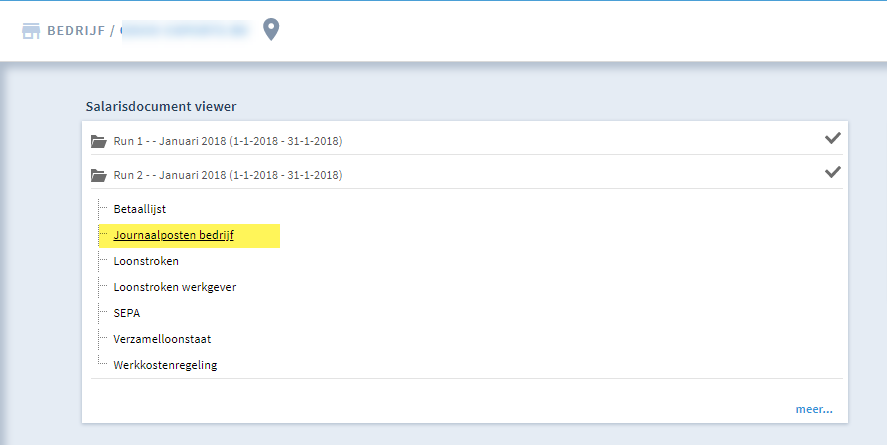 BEDRIJF /
Salarisdocument viewer
Run 1 - - Januari 2018 (1-1-2018 - 31-1-2018)
Run 2 - - Januari 2018 (1-1-2018 - 31-1-2018)
Betaallijst
Journaalposten bedrijf
Loonstroken
Loonstroken werkgever
SEPA
Verzamelloonstaat
Werkkostenregeling
meer...